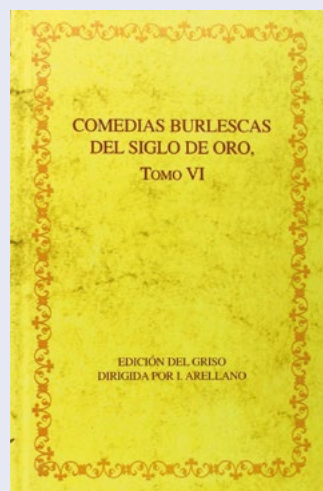 COMEDIAS BURLESCAS
DEL SIGLO DE ORO,
TOMO VI
EDICIÓN DEL GRISO
DIRIGIDA POR I. ARELLANO